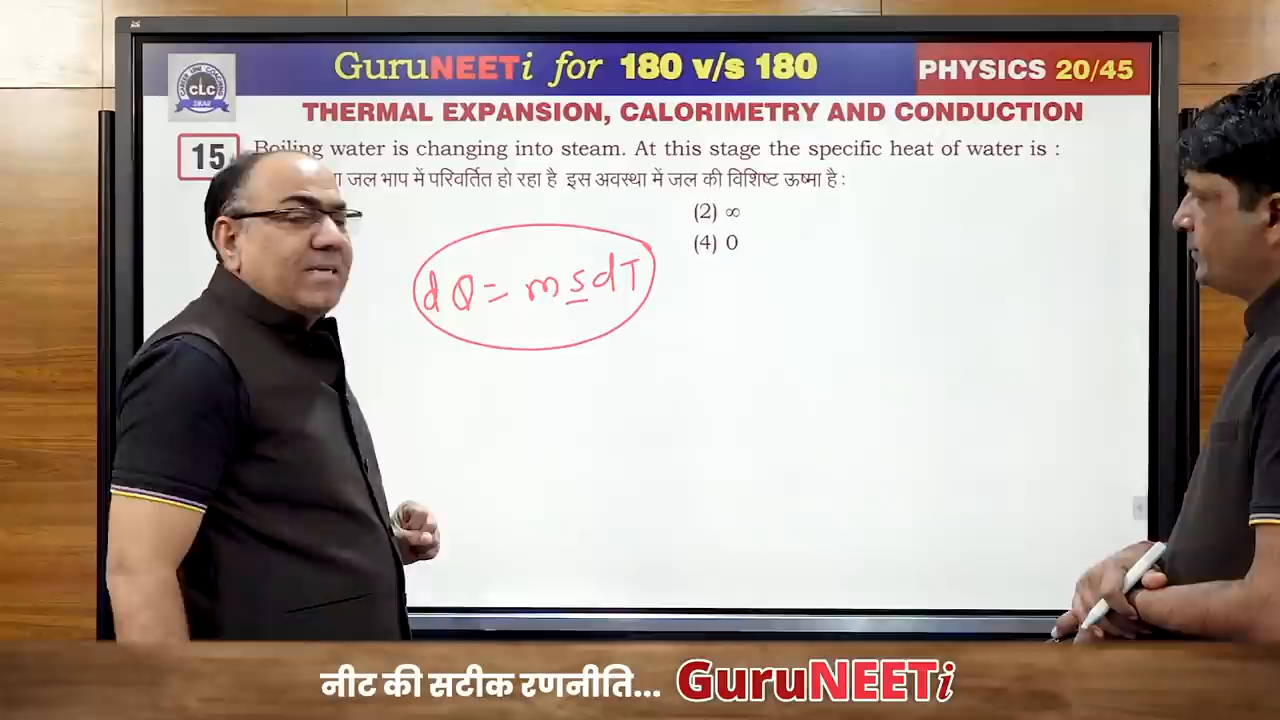 GuruNEETi for 180 v/s 180
PHYSICS 20/45
CLC
SIKAR
THERMAL EXPANSION, CALORIMETRY AND CONDUCTION
15
Boiling water is changing into steam. At this stage the specific heat of water is :
जल भाप में परिवर्तित हो रहा है इस अवस्था में जल की विशिष्ट ऊष्मा है :
(2) ∞
(4) 0
dQ = msdT
नीट की सटीक रणनीति... GuruNEETi